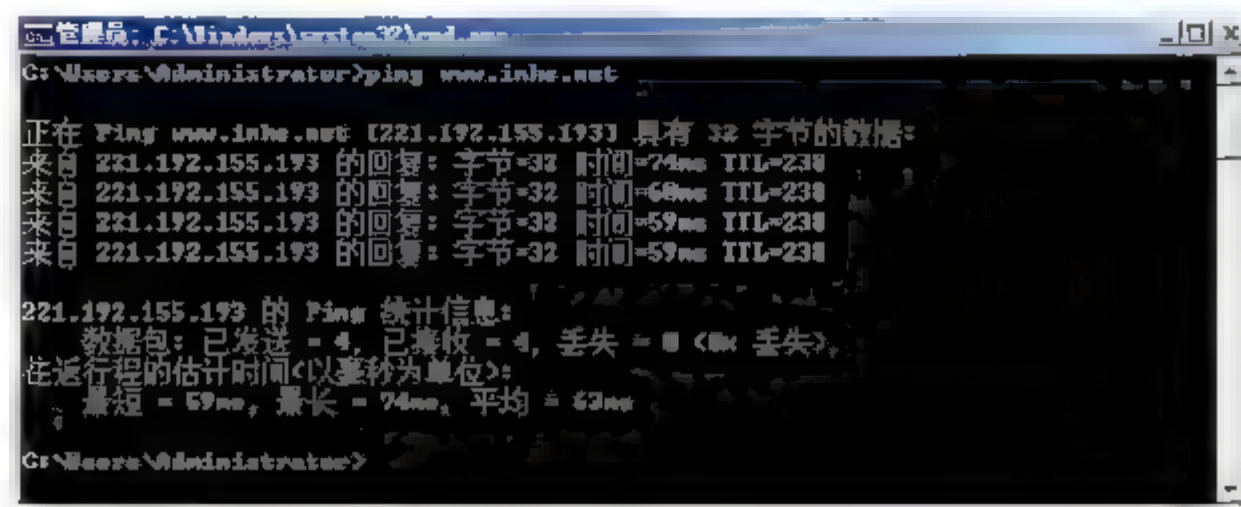 管理员: C:\Windows\system32\cmd.exe
C:\Users\Administrator>ping www.inhe.net
正在 Ping www.inhe.net [221.192.155.193] 具有 32 字节的数据:
来自 221.192.155.193 的回复: 字节=32 时间=74ms TTL=238
来自 221.192.155.193 的回复: 字节=32 时间=60ms TTL=238
来自 221.192.155.193 的回复: 字节=32 时间=59ms TTL=238
来自 221.192.155.193 的回复: 字节=32 时间=59ms TTL=238
221.192.155.193 的 Ping 统计信息:
数据包: 已发送 = 4, 已接收 = 4, 丢失 = 0 (0% 丢失),
往返行程的估计时间(以毫秒为单位):
最短 = 59ms, 最长 = 74ms, 平均 = 63ms
C:\Users\Administrator>